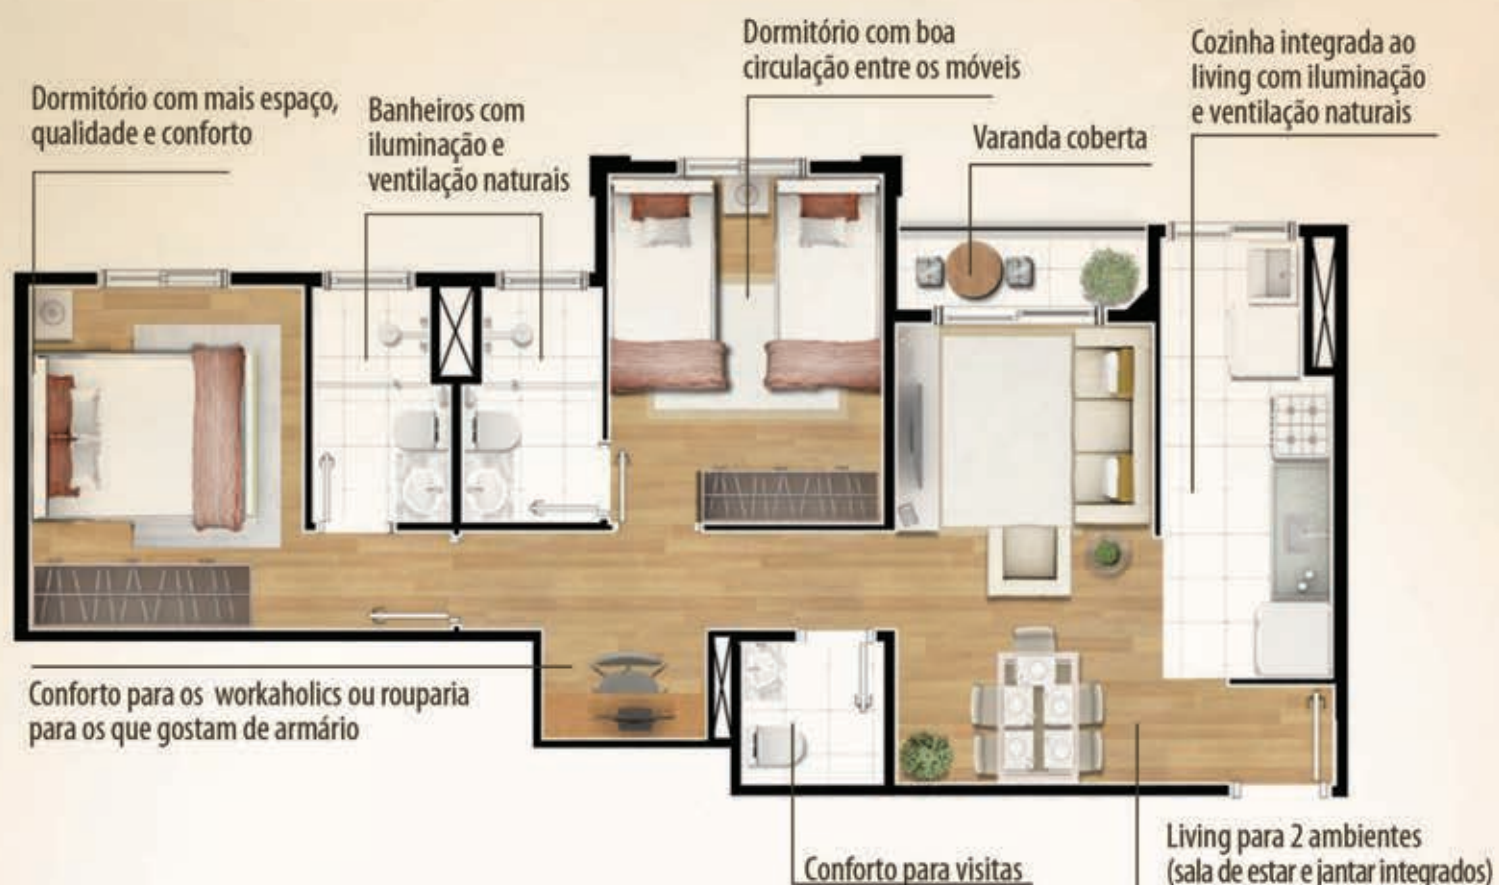 Dormitório com mais espaço,
qualidade e conforto
Banheiros com
iluminação e
ventilação naturais
Dormitório com boa
circulação entre os móveis
Varanda coberta
Cozinha integrada ao
living com iluminação
e ventilação naturais
Conforto para os workaholics ou rouparia
para os que gostam de armário
Conforto para visitas
Living para 2 ambientes
(sala de estar e jantar integrados)